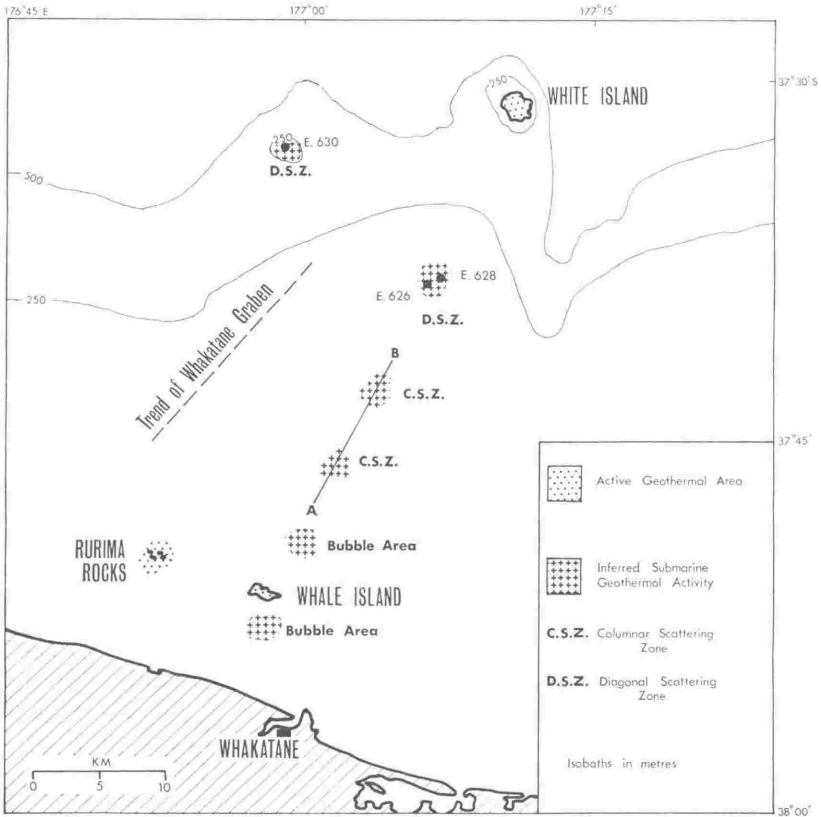 176°45' E
177°00'
177°15'
37°30' S
250
WHITE ISLAND
250
E. 630
D.S.Z.
500
E. 628
E. 626
D.S.Z.
250
Trend of Whakatane Graben
B
C.S.Z.
37°45'
C.S.Z.
A
Bubble Area
RURIMA
ROCKS
WHALE ISLAND
Bubble Area
WHAKATANE
KM
0 5 10
Active Geothermal Area
Inferred Submarine
Geothermal Activity
C.S.Z. Columnar Scattering
Zone
D.S.Z. Diagonal Scattering
Zone
Isobaths in metres
38°00'